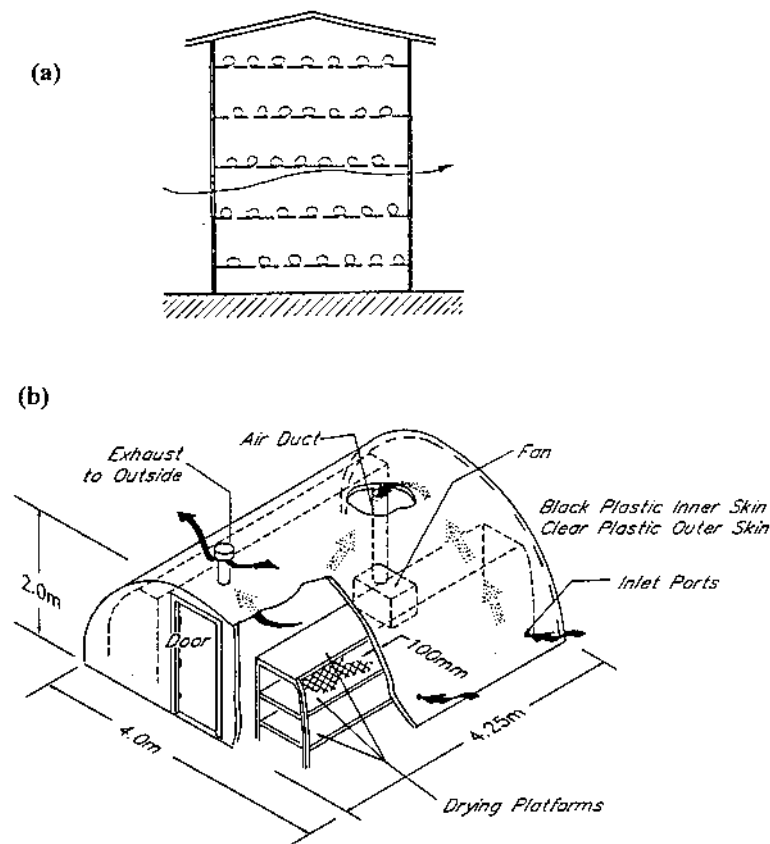 (a)
(b)
Exhaust
to Outside
Air Duct
Fan
Black Plastic Inner Skin
Clear Plastic Outer Skin
Inlet Ports
2.0m
Door
100mm
4.0m
4.25m
Drying Platforms